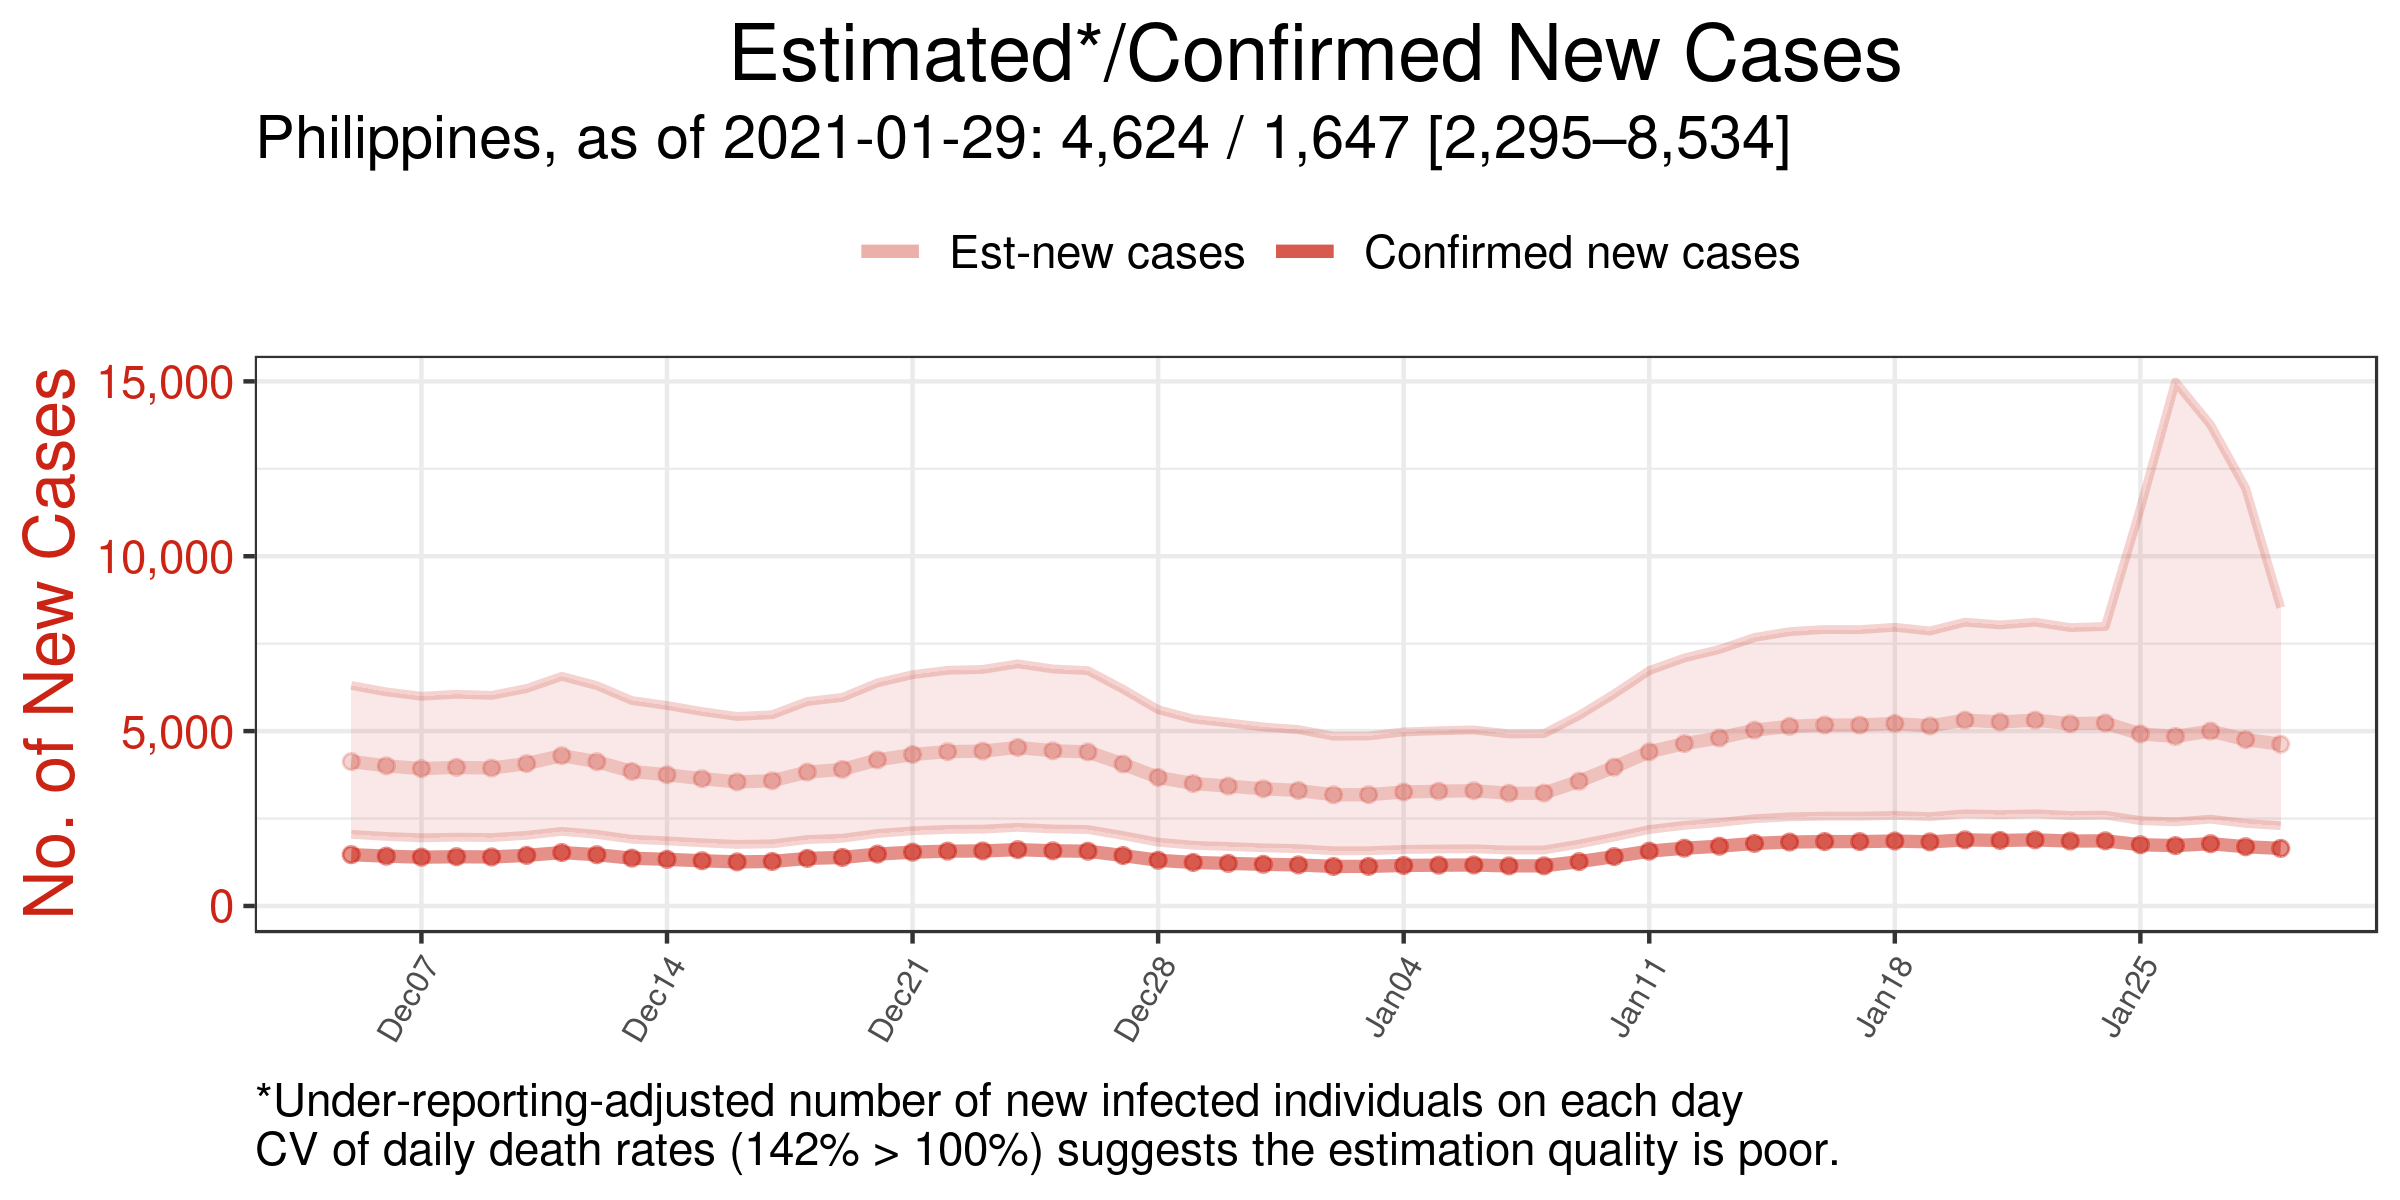 Estimated*/Confirmed New Cases
Philippines, as of 2021-01-29: 4,624 / 1,647 [2,295–8,534]
Est-new cases
Confirmed new cases
No. of New Cases
15,000
10,000
5,000
0
Dec07
Dec14
Dec21
Dec28
Jan04
Jan11
Jan18
Jan25
*Under-reporting-adjusted number of new infected individuals on each day
CV of daily death rates (142% > 100%) suggests the estimation quality is poor.